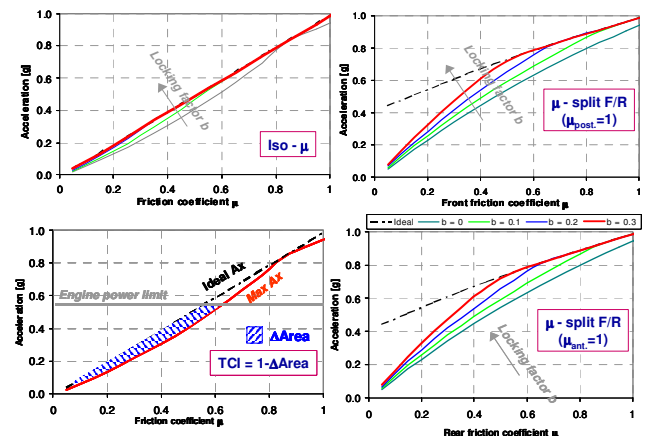 1.0
0.8
0.6
0.4
0.2
0.0
Acceleration [g]
Locking factor b
Iso - μ
0 0.2 0.4 0.6 0.8 1
Friction coefficient μ
1.0
0.8
0.6
0.4
0.2
0.0
Acceleration [g]
Locking factor b
μ - split F/R
(μpost.=1)
0.0 0.2 0.4 0.6 0.8 1
Front friction coefficient μ
1.0
0.8
0.6
0.4
0.2
0.0
Acceleration [g]
Ideal Ax
Max Ax
Engine power limit
ΔArea
TCI = 1-ΔArea
0 0.2 0.4 0.6 0.8 1
Friction coefficient μ
Ideal b = 0 b = 0.1 b = 0.2 b = 0.3
1.0
0.8
0.6
0.4
0.2
0.0
Acceleration [g]
Locking factor b
μ - split F/R
(μant.=1)
0.0 0.2 0.4 0.6 0.8 1
Rear friction coefficient μ